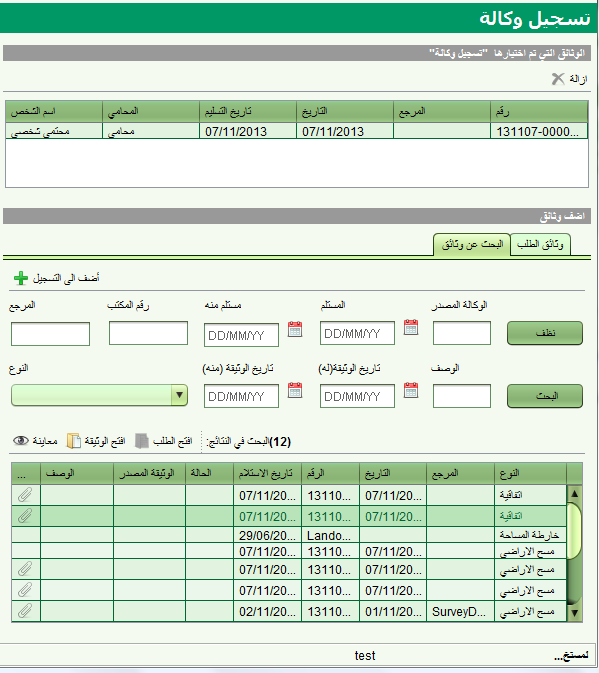 تسجيل وكالة
الوثائق التي تم اختيارها "تسجيل وكالة"
ازالة
رقم المرجع التاريخ تاريخ التسليم المحامي اسم الشخص
131107-0000... 07/11/2013 07/11/2013 محامي محتمى شخصي
اضف وثائق
وثائق الطلب البحث عن وثائق
أضف الى التسجيل
الوكالة المصدر المستلم مستلم منه رقم المكتب المرجع
نظف DD/MM/YY DD/MM/YY
الوصف تاريخ الوثيقة(له) تاريخ الوثيقة (منه) النوع
البحث DD/MM/YY DD/MM/YY
(12)البحث في النتائج: افتح الطلب افتح الوثيقة معاينة
النوع المرجع التاريخ الرقم تاريخ الاستلام الحالة الوثيقة المصدر الوصف ...
اتفاقية 07/11/20... 13110... 07/11/20...
اتفاقية 07/11/20... 13110... 07/11/20...
خارطة المساحة Lando... 29/06/20...
مسح الاراضي 07/11/20... 13110... 07/11/20...
مسح الاراضي 07/11/20... 13110... 07/11/20...
مسح الاراضي 07/11/20... 13110... 07/11/20...
مسح الاراضي SurveyD... 01/11/20... 13110... 02/11/20...
لمستخ... test